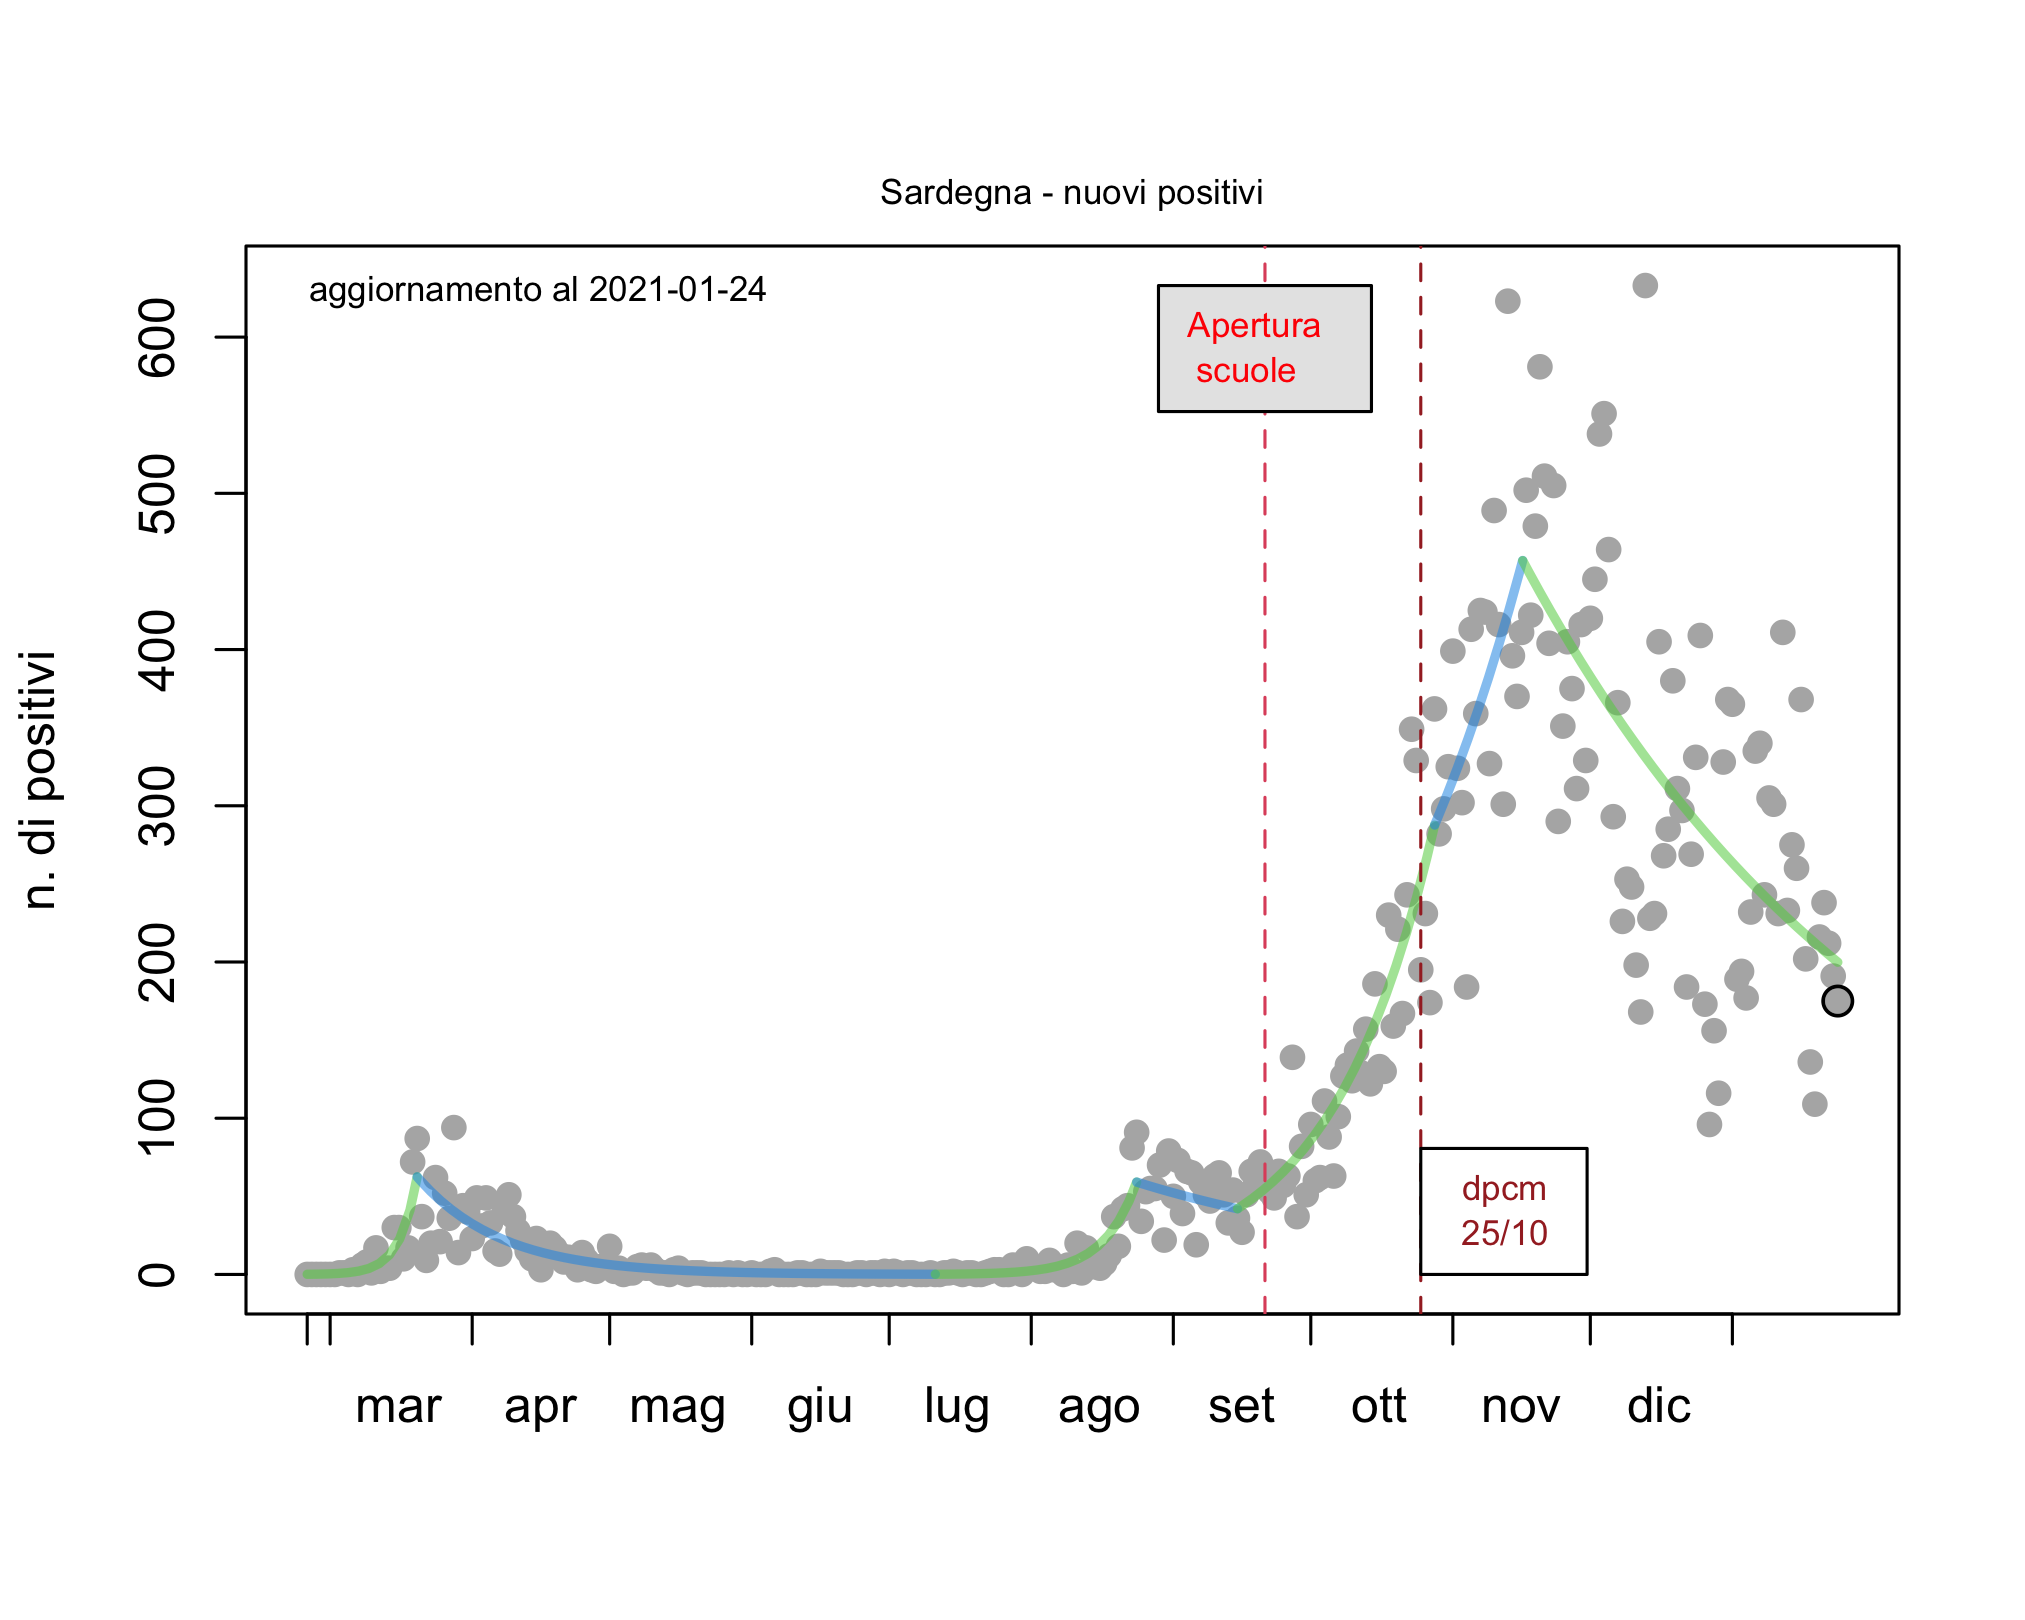 Sardegna - nuovi positivi
aggiornamento al 2021-01-24
Apertura
scuole
600
500
400
300
200
100
0
n. di positivi
dpcm
25/10
mar apr mag giu lug ago set ott nov dic